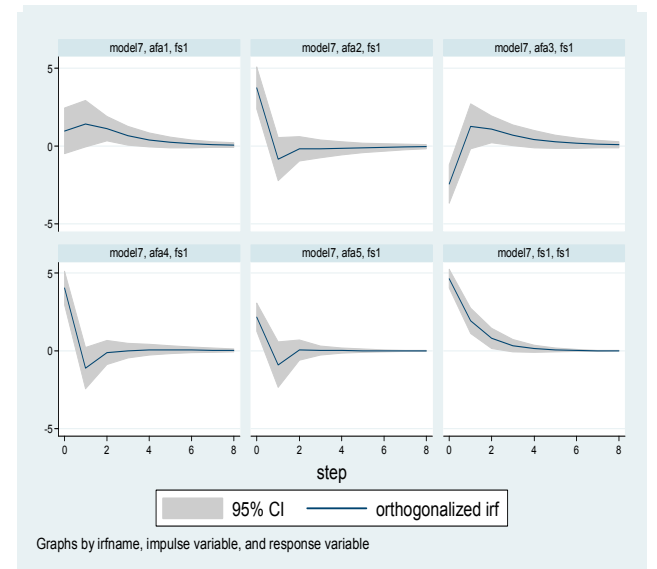 model7, afa1, fs1
model7, afa2, fs1
model7, afa3, fs1
5
0
-5
model7, afa4, fs1
model7, afa5, fs1
model7, fs1, fs1
5
0
-5
0 2 4 6 8
0 2 4 6 8
0 2 4 6 8
step
95% CI
orthogonalized irf
Graphs by irfname, impulse variable, and response variable